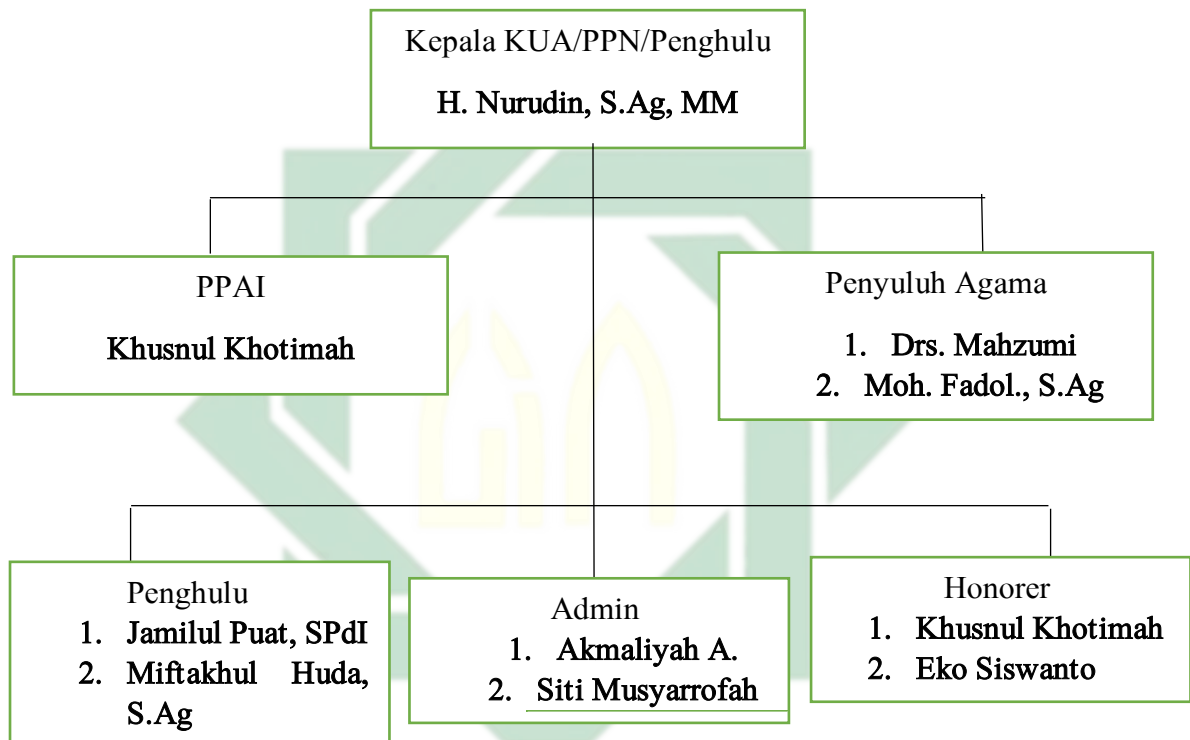 Kepala KUA/PPN/Penghulu
H. Nurudin, S.Ag, MM
PPAI
Khusnul Khotimah
Penyuluh Agama
1. Drs. Mahzumi
2. Moh. Fadol., S.Ag
Penghulu
1. Jamilul Puat, SPdI
2. Miftakhul Huda,
S.Ag
Admin
1. Akmaliyah A.
2. Siti Musyarrofah
Honorer
1. Khusnul Khotimah
2. Eko Siswanto